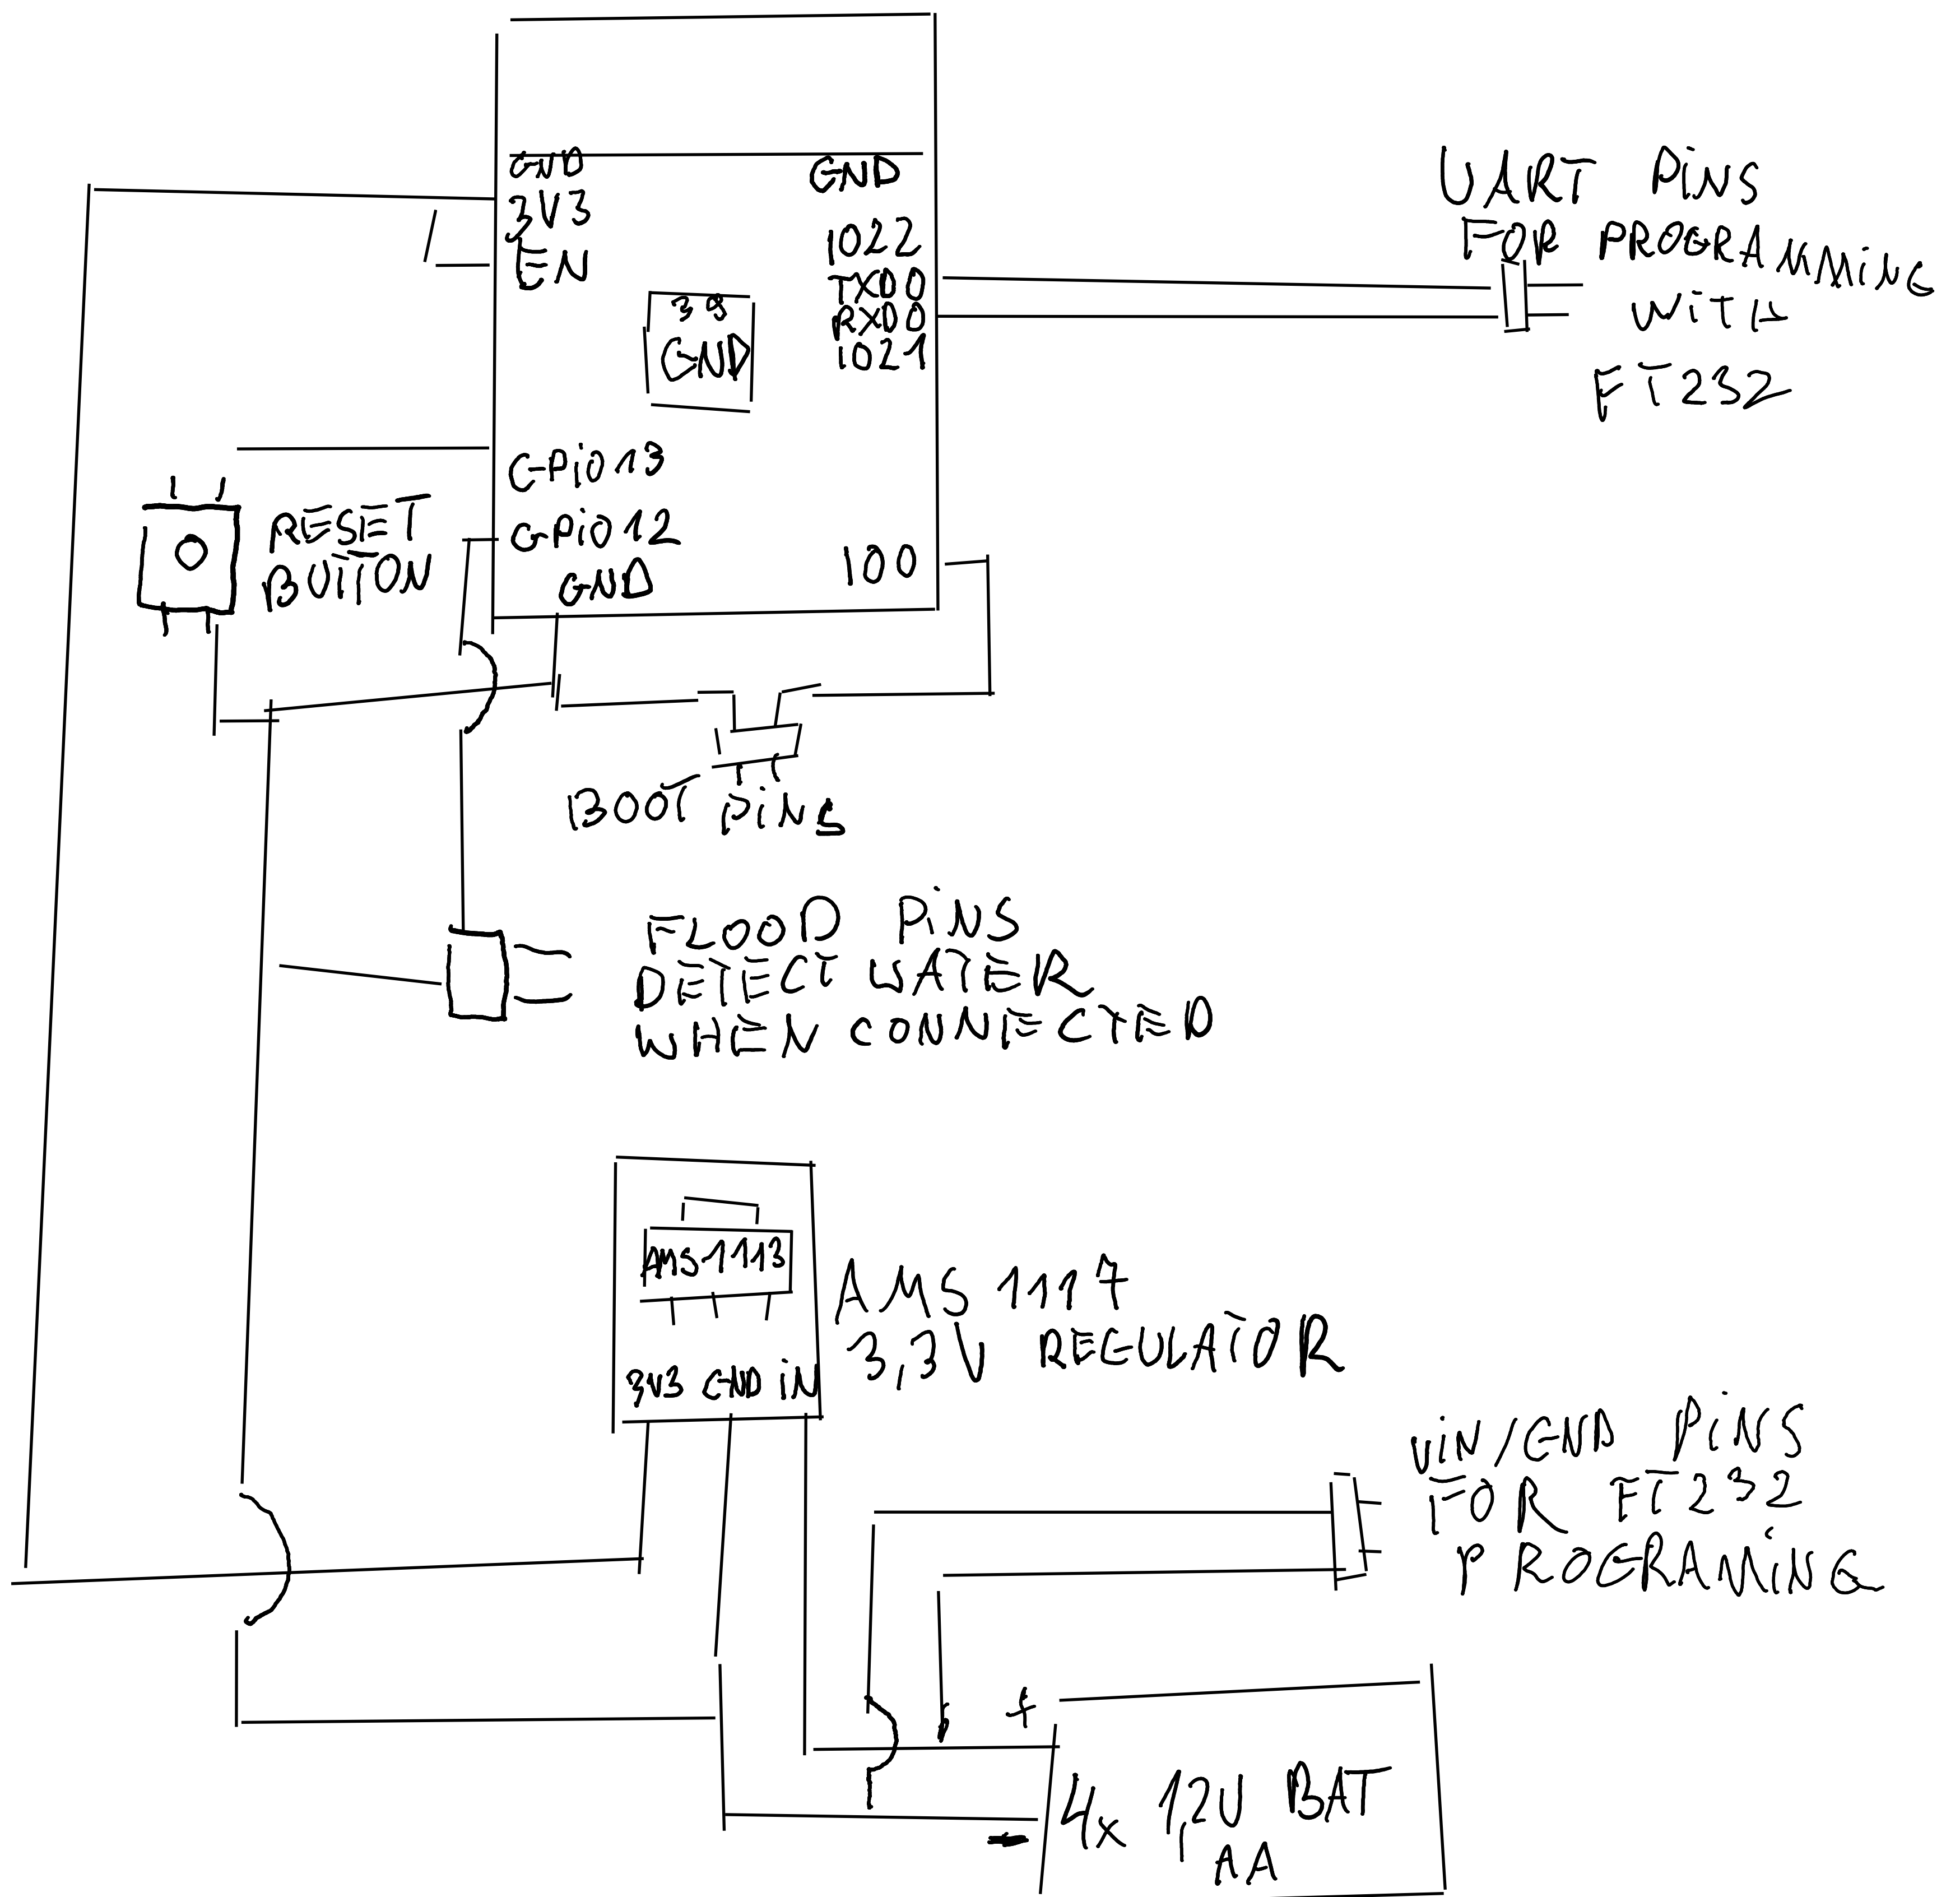 GND
3V3
EN
GND
IO22
TXD0
RXD0
IO21
38
GND
GPiO13
GPiO12
GND
IO0
UART PiNS
FOR PROGRAMMiNG
WiTH
FT232
RESET
BUTTON
BOOT PiNS
FLOOD PiNS
DETECT WATER
WHEN CONNECTED
AMS1113
3V3 GND iN
AMS 1117
3,3V REGULATOR
ViN/GND PiNS
FOR FT232
PROGRAMiNG
+
-
4x 1,2V BAT
AA